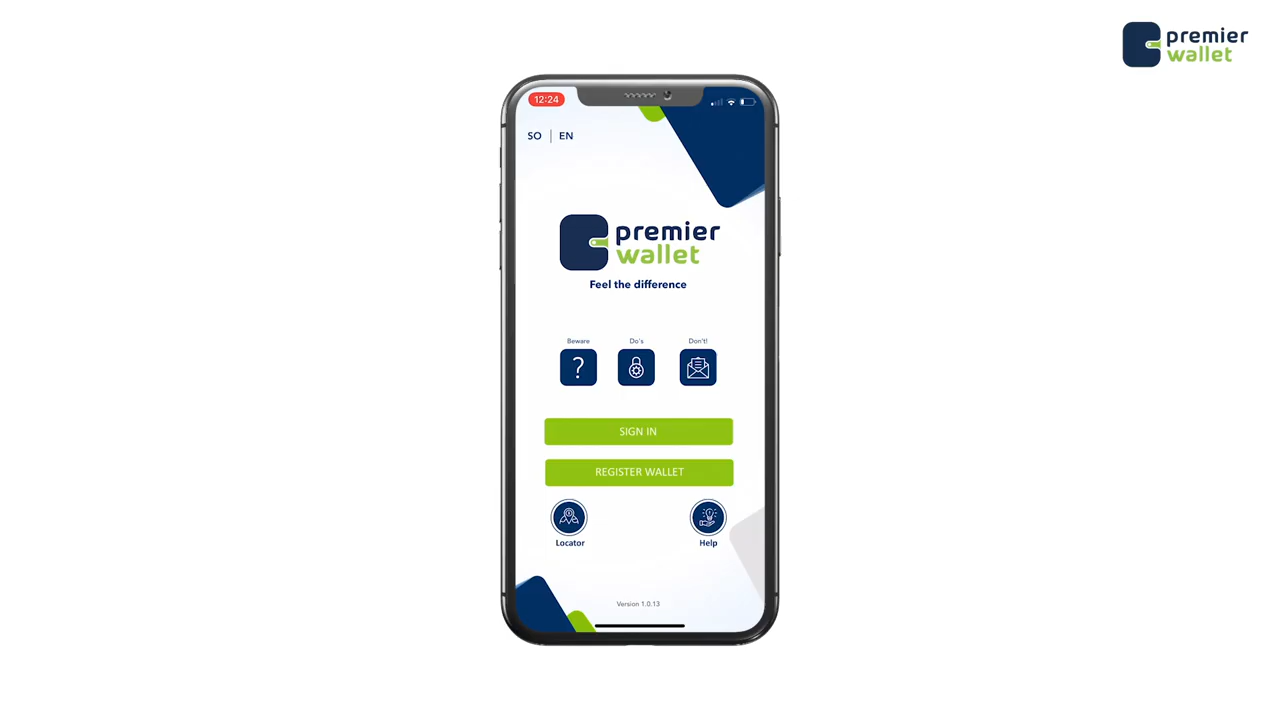 premier
wallet
12:24
SO | EN
premier
wallet
Feel the difference
Beware
Do's
Don't!
?
SIGN IN
REGISTER WALLET
Locator
Help
Version 1.0.13